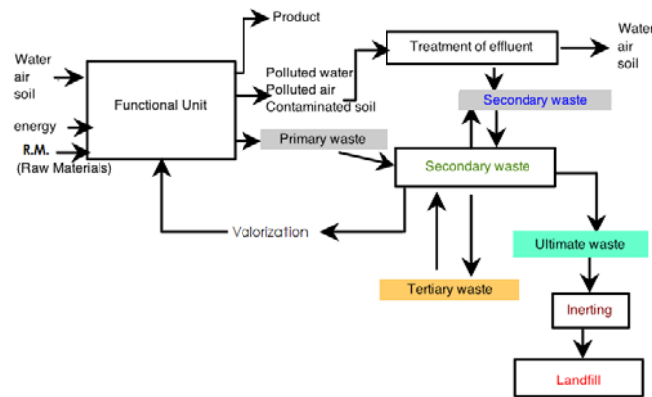 Product
Water
air
soil
Functional Unit
energy
R.M.
(Raw Materials)
Polluted water
Polluted air
Contaminated soil
Primary waste
Treatment of effluent
Water
air
soil
Secondary waste
Secondary waste
Valorization
Tertiary waste
Ultimate waste
Inerting
Landfill